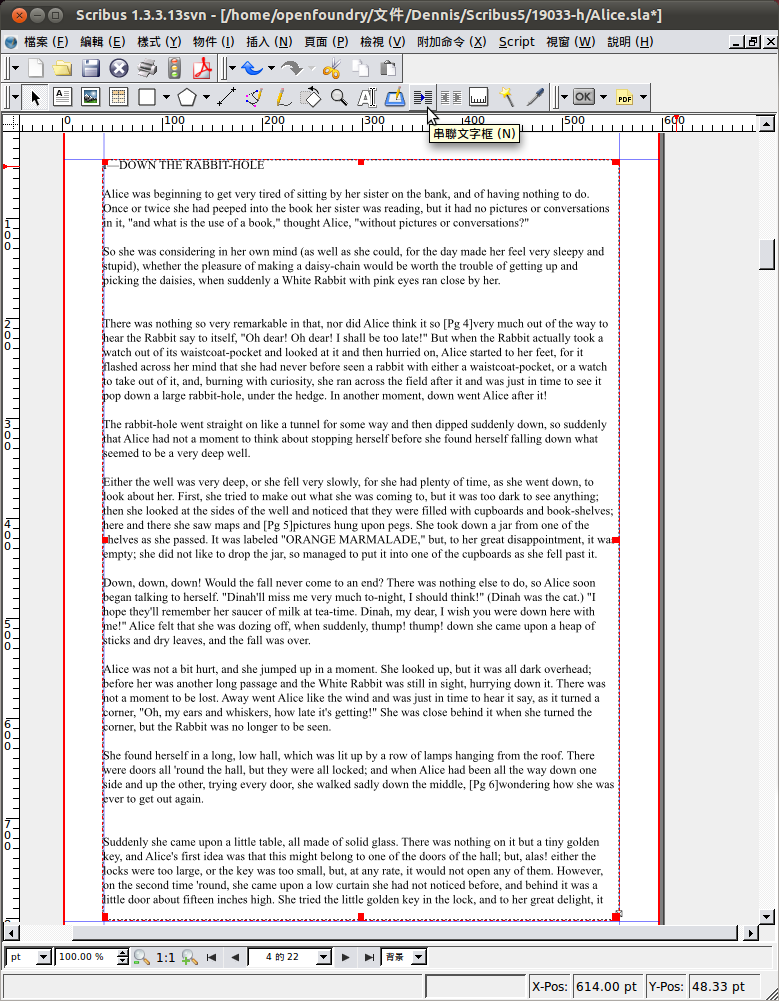 Scribus 1.3.3.13svn - [/home/openfoundry/文件/Dennis/Scribus5/19033-h/Alice.sla*]
檔案 (F) 編輯 (E) 樣式 (Y) 物件 (I) 插入 (N) 頁面 (P) 檢視 (V) 附加命令 (X) Script 視窗 (W) 說明 (H)
OK PDF
串聯文字框 (N)
0 100 200 300 400 500 600
100
200
300
400
500
600
700
I—DOWN THE RABBIT-HOLE
Alice was beginning to get very tired of sitting by her sister on the bank, and of having nothing to do.
Once or twice she had peeped into the book her sister was reading, but it had no pictures or conversations
in it, "and what is the use of a book," thought Alice, "without pictures or conversations?"
So she was considering in her own mind (as well as she could, for the day made her feel very sleepy and
stupid), whether the pleasure of making a daisy-chain would be worth the trouble of getting up and
picking the daisies, when suddenly a White Rabbit with pink eyes ran close by her.
There was nothing so very remarkable in that, nor did Alice think it so [Pg 4]very much out of the way to
hear the Rabbit say to itself, "Oh dear! Oh dear! I shall be too late!" But when the Rabbit actually took a
watch out of its waistcoat-pocket and looked at it and then hurried on, Alice started to her feet, for it
flashed across her mind that she had never before seen a rabbit with either a waistcoat-pocket, or a watch
to take out of it, and, burning with curiosity, she ran across the field after it and was just in time to see it
pop down a large rabbit-hole, under the hedge. In another moment, down went Alice after it!
The rabbit-hole went straight on like a tunnel for some way and then dipped suddenly down, so suddenly
that Alice had not a moment to think about stopping herself before she found herself falling down what
seemed to be a very deep well.
Either the well was very deep, or she fell very slowly, for she had plenty of time, as she went down, to
look about her. First, she tried to make out what she was coming to, but it was too dark to see anything;
then she looked at the sides of the well and noticed that they were filled with cupboards and book-shelves;
here and there she saw maps and [Pg 5]pictures hung upon pegs. She took down a jar from one of the
shelves as she passed. It was labeled "ORANGE MARMALADE," but, to her great disappointment, it was
empty; she did not like to drop the jar, so managed to put it into one of the cupboards as she fell past it.
Down, down, down! Would the fall never come to an end? There was nothing else to do, so Alice soon
began talking to herself. "Dinah'll miss me very much to-night, I should think!" (Dinah was the cat.) "I
hope they'll remember her saucer of milk at tea-time. Dinah, my dear, I wish you were down here with
me!" Alice felt that she was dozing off, when suddenly, thump! thump! down she came upon a heap of
sticks and dry leaves, and the fall was over.
Alice was not a bit hurt, and she jumped up in a moment. She looked up, but it was all dark overhead;
before her was another long passage and the White Rabbit was still in sight, hurrying down it. There was
not a moment to be lost. Away went Alice like the wind and was just in time to hear it say, as it turned a
corner, "Oh, my ears and whiskers, how late it's getting!" She was close behind it when she turned the
corner, but the Rabbit was no longer to be seen.
She found herself in a long, low hall, which was lit up by a row of lamps hanging from the roof. There
were doors all 'round the hall, but they were all locked; and when Alice had been all the way down one
side and up the other, trying every door, she walked sadly down the middle, [Pg 6]wondering how she was
ever to get out again.
Suddenly she came upon a little table, all made of solid glass. There was nothing on it but a tiny golden
key, and Alice's first idea was that this might belong to one of the doors of the hall; but, alas! either the
locks were too large, or the key was too small, but, at any rate, it would not open any of them. However,
on the second time 'round, she came upon a low curtain she had not noticed before, and behind it was a
little door about fifteen inches high. She tried the little golden key in the lock, and to her great delight, it
pt 100.00 % 1:1 4 的 22 背景
X-Pos: 614.00 pt Y-Pos: 48.33 pt